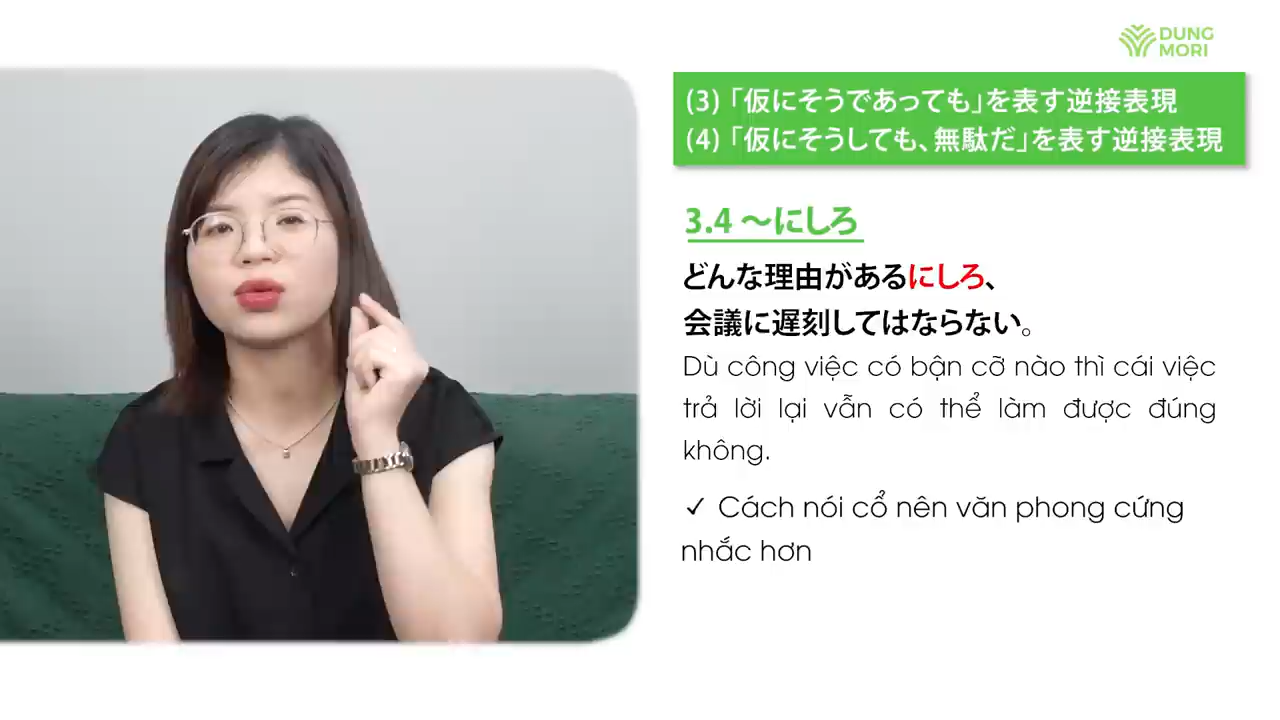 DUNG
MORI
(3) 「仮にそうであっても」を表す逆接表現
(4) 「仮にそうしても、無駄だ」を表す逆接表現
3.4 ～にしろ
どんな理由があるにしろ、
会議に遅刻してはならない。
Dù công việc có bận cỡ nào thì cái việc
trả lời lại vẫn có thể làm được đúng
không.
✓ Cách nói cổ nên văn phong cứng
nhắc hơn